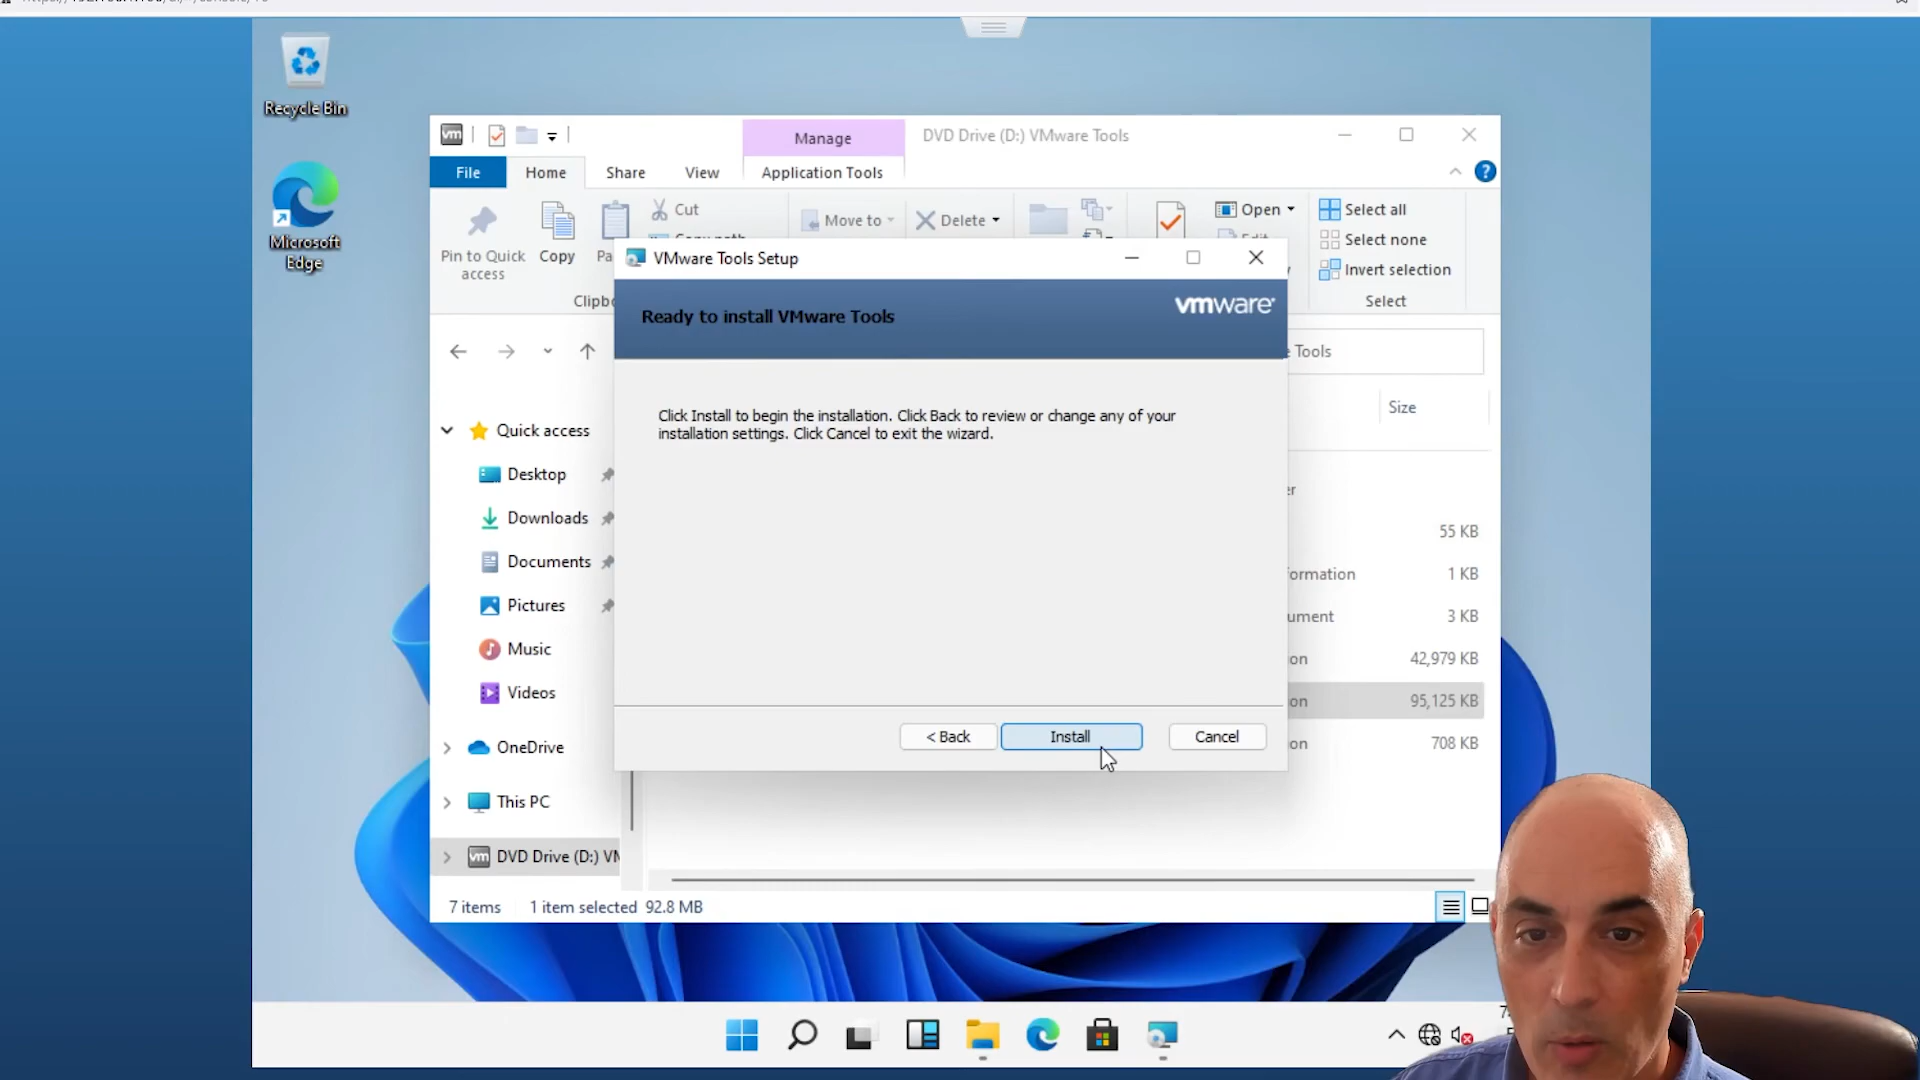 Recycle Bin
Microsoft
Edge
vm
Manage
DVD Drive (D:) VMware Tools
File
Home
Share
View
Application Tools
Pin to Quick
access
Copy
Cut
Move to
Delete
Open
Select all
Select none
Invert selection
Select
VMware Tools Setup
Ready to install VMware Tools
vmware
Click Install to begin the installation. Click Back to review or change any of your
installation settings. Click Cancel to exit the wizard.
< Back
Install
Cancel
Tools
Size
Quick access
Desktop
Downloads
Documents
Pictures
Music
Videos
OneDrive
This PC
vm
DVD Drive (D:)
55 KB
1 KB
3 KB
42,979 KB
95,125 KB
708 KB
7 items
1 item selected
92.8 MB